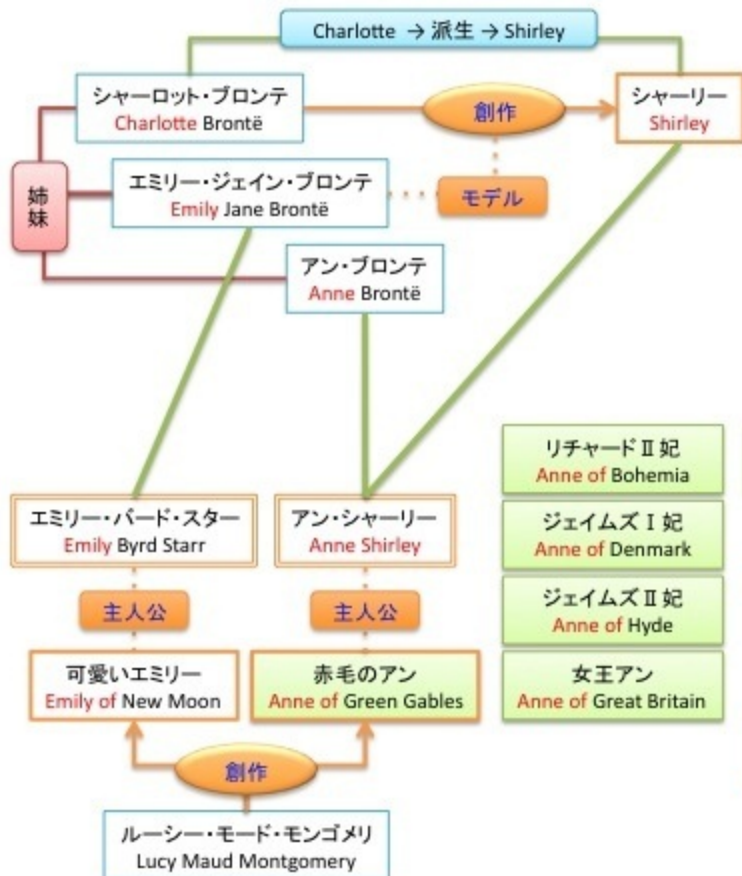 Charlotte → 派生 → Shirley
シャーロット・ブロンテ
Charlotte Brontë
創作
シャーリー
Shirley
姉妹
エミリー・ジェイン・ブロンテ
Emily Jane Brontë
モデル
アン・ブロンテ
Anne Brontë
リチャードⅡ妃
Anne of Bohemia
エミリー・バード・スター
Emily Byrd Starr
アン・シャーリー
Anne Shirley
ジェイムズⅠ妃
Anne of Denmark
主人公
主人公
ジェイムズⅡ妃
Anne of Hyde
可愛いエミリー
Emily of New Moon
赤毛のアン
Anne of Green Gables
女王アン
Anne of Great Britain
創作
ルーシー・モード・モンゴメリ
Lucy Maud Montgomery